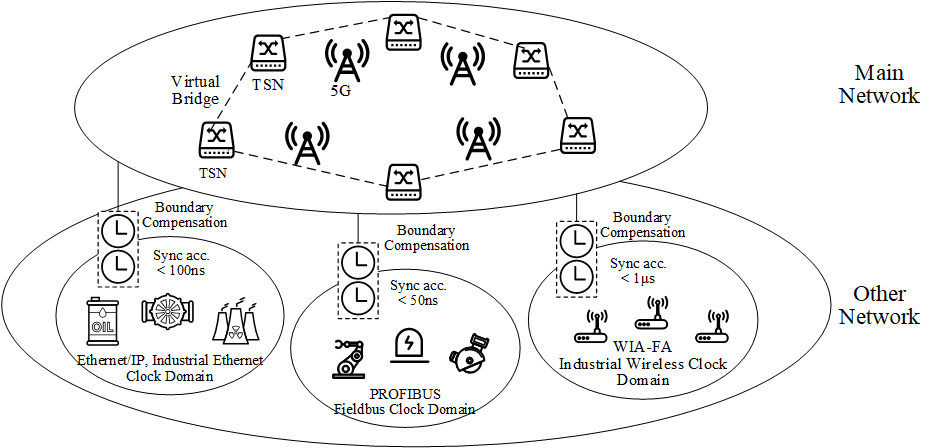 Main
Network
Virtual
Bridge
TSN
5G
TSN
Boundary
Compensation
Sync acc.
< 100ns
OIL
Ethernet/IP, Industrial Ethernet
Clock Domain
Boundary
Compensation
Sync acc.
< 50ns
PROFIBUS
Fieldbus Clock Domain
Boundary
Compensation
Sync acc.
< 1μs
WIA-FA
Industrial Wireless Clock
Domain
Other
Network